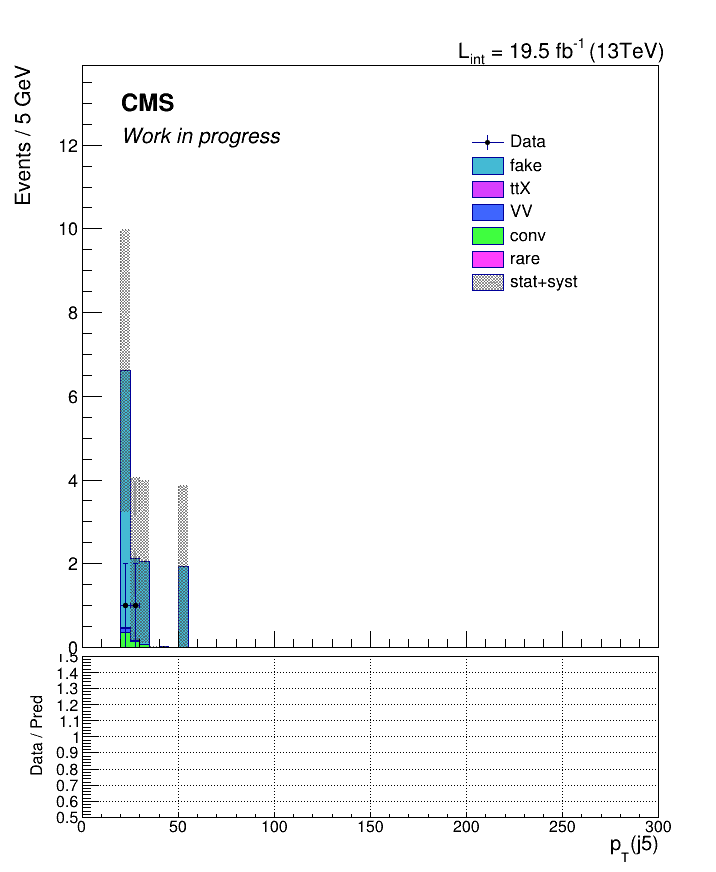 L_int = 19.5 fb^-1 (13TeV)
Events / 5 GeV
CMS
Work in progress
Data
fake
ttX
VV
conv
rare
stat+syst
12
10
8
6
4
2
0
Data / Pred
1.5
1.4
1.3
1.2
1.1
1
0.9
0.8
0.7
0.6
0.5
0 50 100 150 200 250 300
p_T(j5)